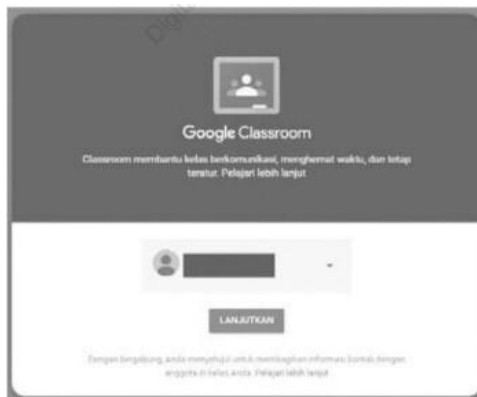 Google Classroom
Classroom membantu kelas berkomunikasi, menghemat waktu, dan tetap
teratur. Pelajari lebih lanjut
LANJUTKAN
Dengan bergabung, anda menyetujui untuk membagikan informasi kontak dengan
anggota di kelas Anda. Pelajari lebih lanjut